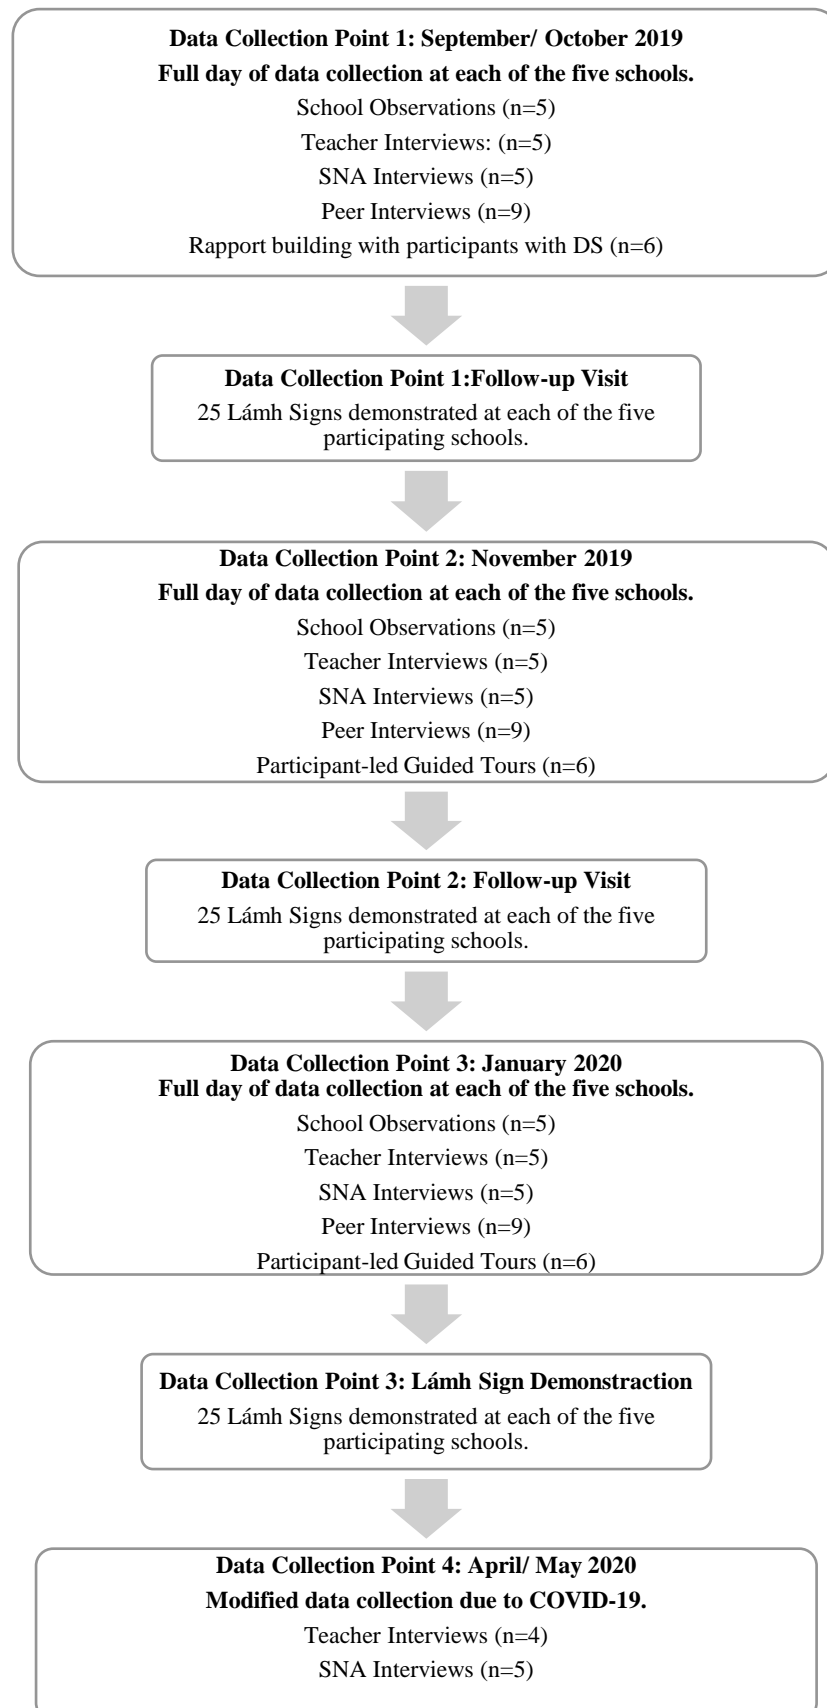 Data Collection Point 1: September/ October 2019
Full day of data collection at each of the five schools.
School Observations (n=5)
Teacher Interviews: (n=5)
SNA Interviews (n=5)
Peer Interviews (n=9)
Rapport building with participants with DS (n=6)
Data Collection Point 1:Follow-up Visit
25 Lámh Signs demonstrated at each of the five
participating schools.
Data Collection Point 2: November 2019
Full day of data collection at each of the five schools.
School Observations (n=5)
Teacher Interviews (n=5)
SNA Interviews (n=5)
Peer Interviews (n=9)
Participant-led Guided Tours (n=6)
Data Collection Point 2: Follow-up Visit
25 Lámh Signs demonstrated at each of the five
participating schools.
Data Collection Point 3: January 2020
Full day of data collection at each of the five schools.
School Observations (n=5)
Teacher Interviews (n=5)
SNA Interviews (n=5)
Peer Interviews (n=9)
Participant-led Guided Tours (n=6)
Data Collection Point 3: Lámh Sign Demonstraction
25 Lámh Signs demonstrated at each of the five
participating schools.
Data Collection Point 4: April/ May 2020
Modified data collection due to COVID-19.
Teacher Interviews (n=4)
SNA Interviews (n=5)